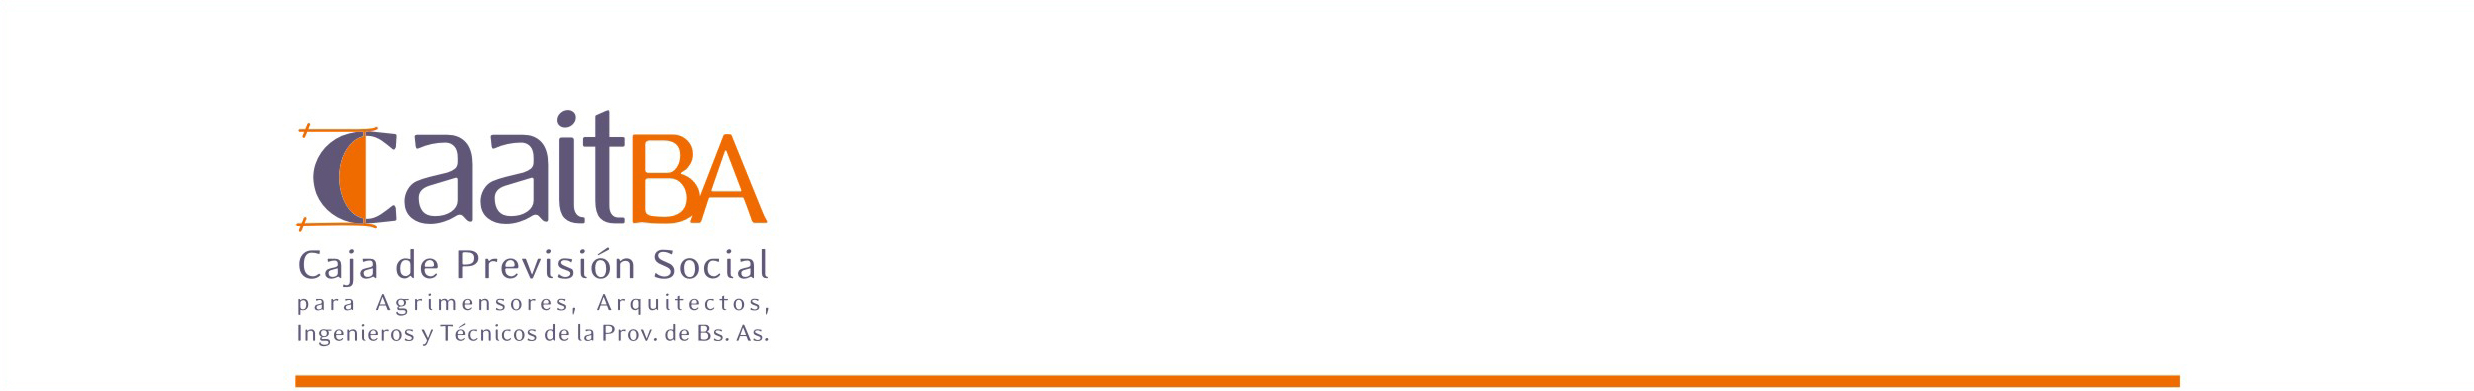 caaitBA
Caja de Previsión Social
para Agrimensores, Arquitectos,
Ingenieros y Técnicos de la Prov. de Bs. As.